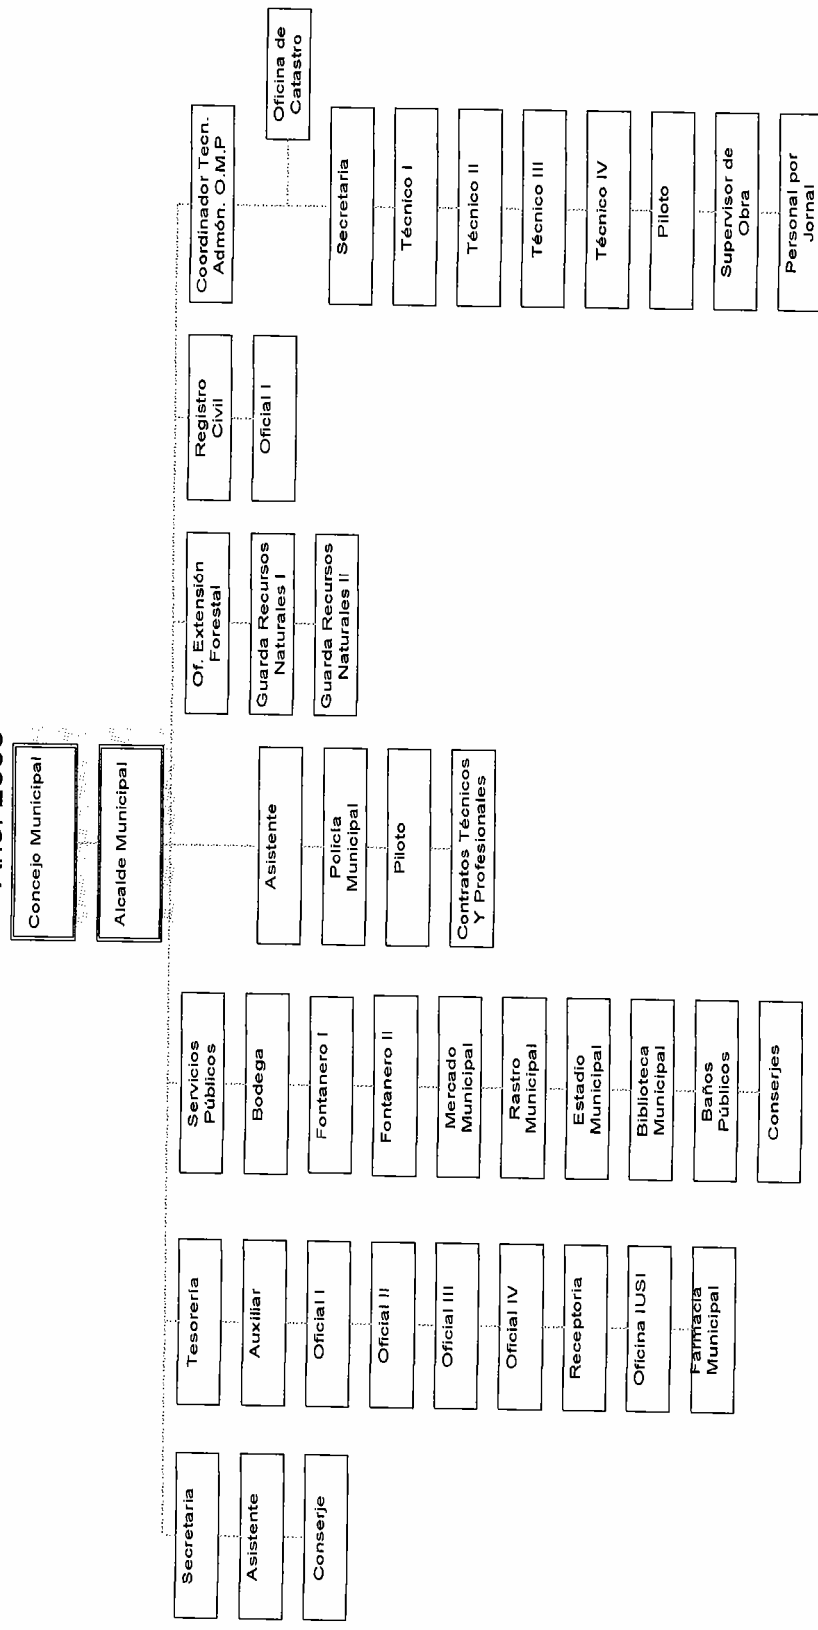 Concejo Municipal
Alcalde Municipal
Secretaria
Asistente
Conserje
Tesorería
Auxiliar
Oficial I
Oficial II
Oficial III
Oficial IV
Receptoria
Oficina IUSI
Farmacia
Municipal
Servicios
Públicos
Bodega
Fontanero I
Fontanero II
Mercado
Municipal
Rastro
Municipal
Estadio
Municipal
Biblioteca
Municipal
Baños
Públicos
Conserjes
Asistente
Policía
Municipal
Piloto
Contratos Técnicos
Y Profesionales
Of. Extensión
Forestal
Guarda Recursos
Naturales I
Guarda Recursos
Naturales II
Registro
Civil
Oficial I
Coordinador Tecn.
Admón. O.M.P
Oficina de
Catastro
Secretaria
Técnico I
Técnico II
Técnico III
Técnico IV
Piloto
Supervisor de
Obra
Personal por
Jornal